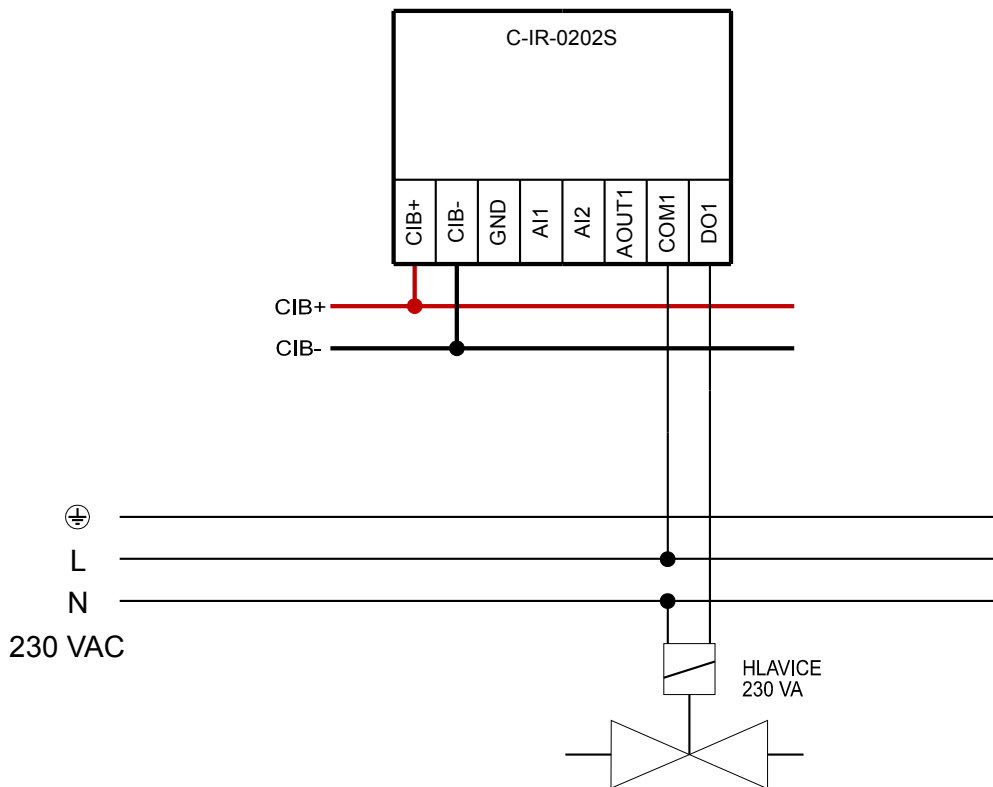 C-IR-0202S
CIB+
CIB-
GND
AI1
AI2
AOUT1
COM1
DO1
CIB+
CIB-
L
N
230 VAC
HLAVICE
230 VA